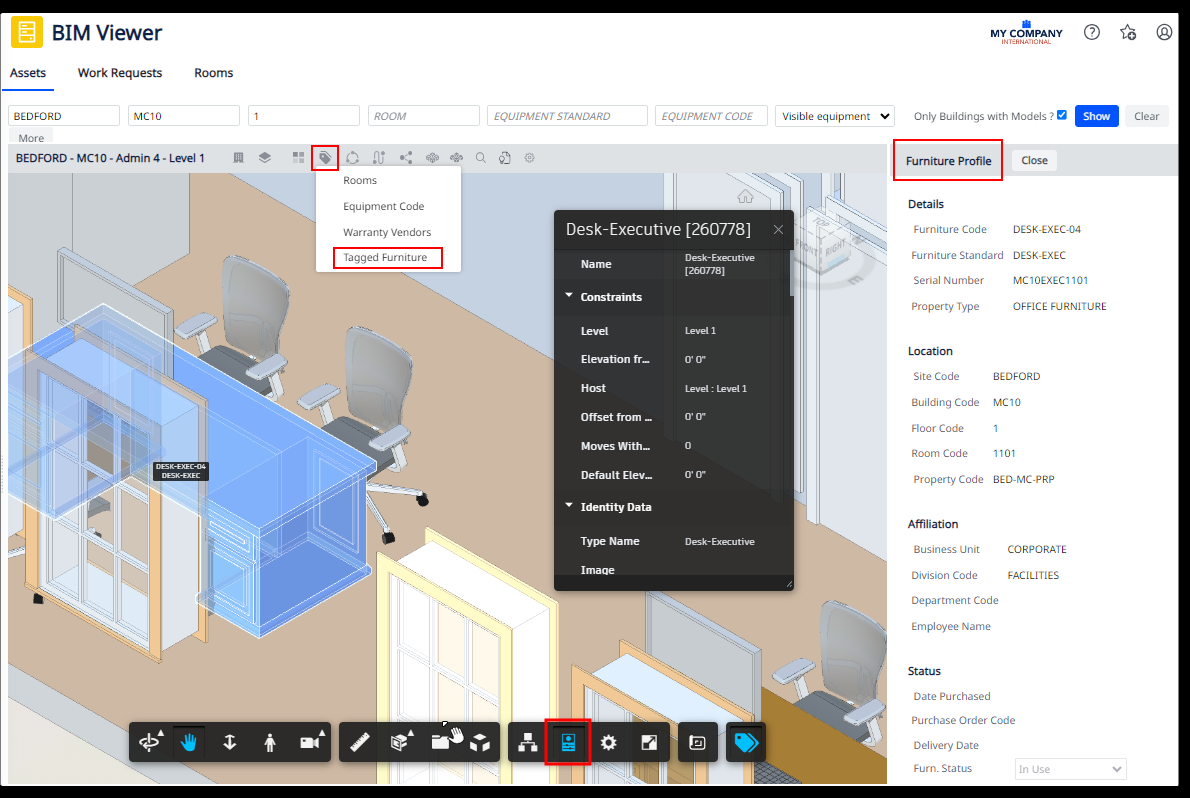 BIM Viewer
MY COMPANY
INTERNATIONAL
Assets Work Requests Rooms
BEDFORD MC10 1 ROOM EQUIPMENT STANDARD EQUIPMENT CODE Visible equipment Only Buildings with Models ? Show Clear
More
BEDFORD - MC10 - Admin 4 - Level 1
Furniture Profile Close
Rooms
Equipment Code
Warranty Vendors
Tagged Furniture
TOP
FRONT
RIGHT
N
E
Desk-Executive [260778]
Name Desk-Executive
[260778]
Constraints
Level Level 1
Elevation fr... 0' 0"
Host Level : Level 1
Offset from ... 0' 0"
Moves With... 0
Default Elev... 0' 0"
Identity Data
Type Name Desk-Executive
Image
DESK-EXEC-04
DESK-EXEC
Details
Furniture Code DESK-EXEC-04
Furniture Standard DESK-EXEC
Serial Number MC10EXEC1101
Property Type OFFICE FURNITURE
Location
Site Code BEDFORD
Building Code MC10
Floor Code 1
Room Code 1101
Property Code BED-MC-PRP
Affiliation
Business Unit CORPORATE
Division Code FACILITIES
Department Code
Employee Name
Status
Date Purchased
Purchase Order Code
Delivery Date
Furn. Status In Use